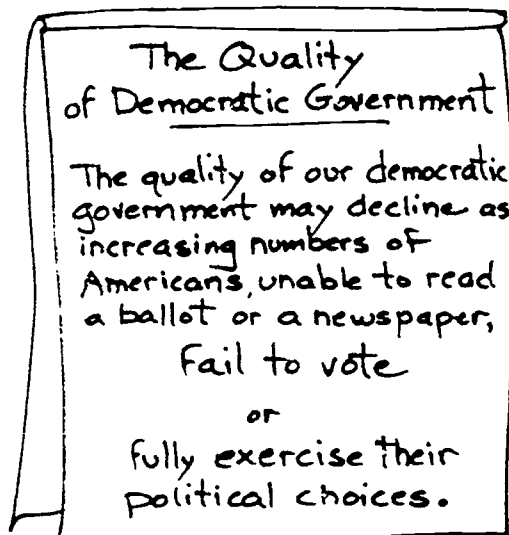 The Quality
of Democratic Government
The quality of our democratic
government may decline as
increasing numbers of
Americans, unable to read
a ballot or a newspaper,
Fail to vote
or
fully exercise their
political choices.